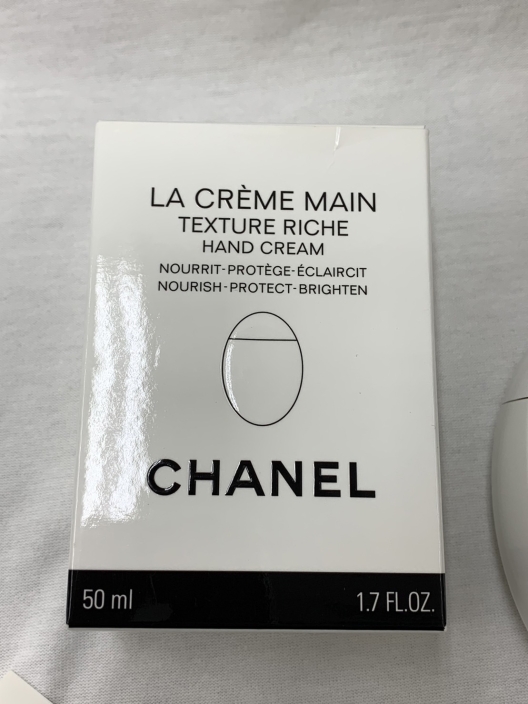 LA CRÈME MAIN
TEXTURE RICHE
HAND CREAM
NOURRIT-PROTÈGE-ÉCLAIRCIT
NOURISH-PROTECT-BRIGHTEN
CHANEL
50 ml 1.7 FL.OZ.